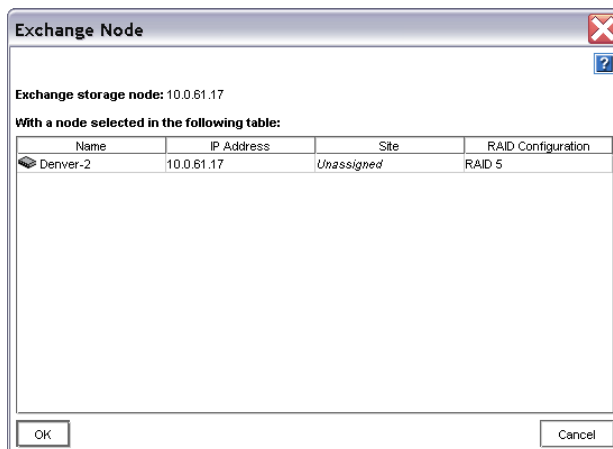 Exchange Node
?
Exchange storage node: 10.0.61.17
With a node selected in the following table:
Name IP Address Site RAID Configuration
Denver-2 10.0.61.17 Unassigned RAID 5
OK Cancel